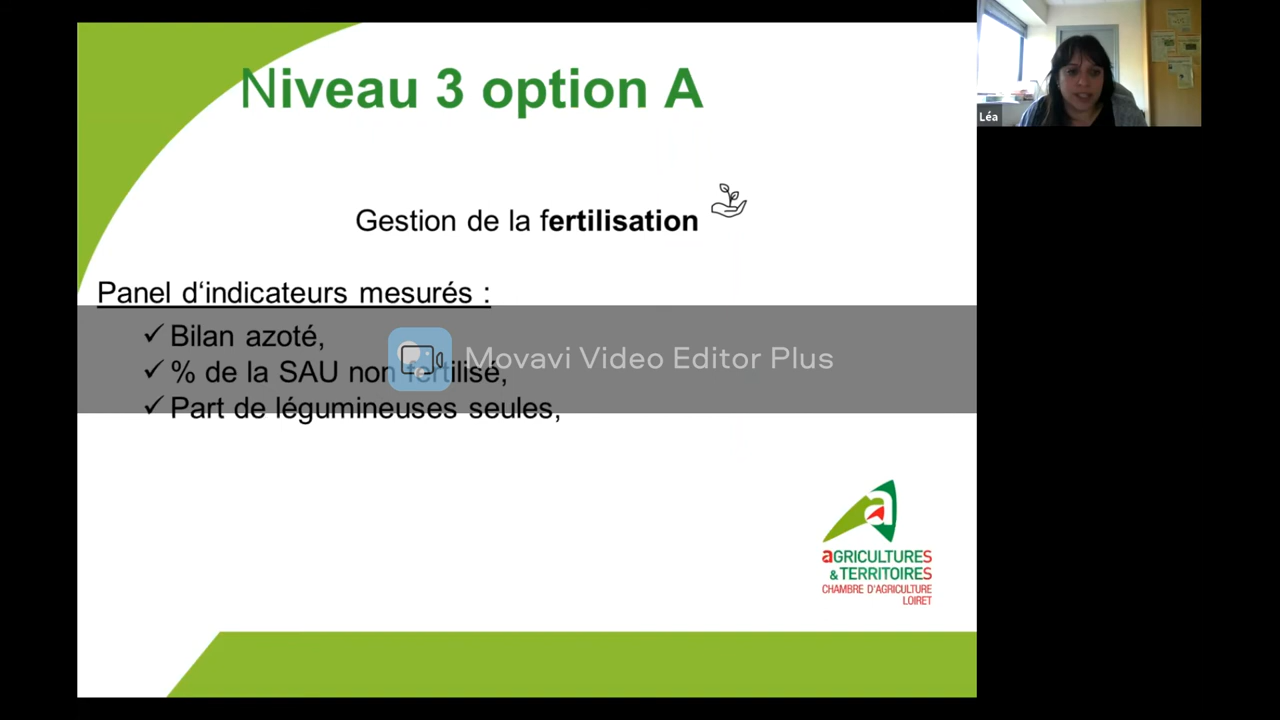 Niveau 3 option A
Gestion de la fertilisation
Panel d‘indicateurs mesurés :
✓ Bilan azoté,
✓ % de la SAU non fertilisé,
✓ Part de légumineuses seules,
Movavi Video Editor Plus
aGRICULTURES
& TERRITOIRES
CHAMBRE D'AGRICULTURE
LOIRET
Léa